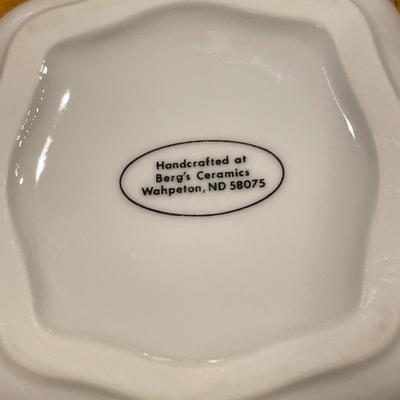 Handcrafted at
Berg's Ceramics
Wahpeton, ND 58075